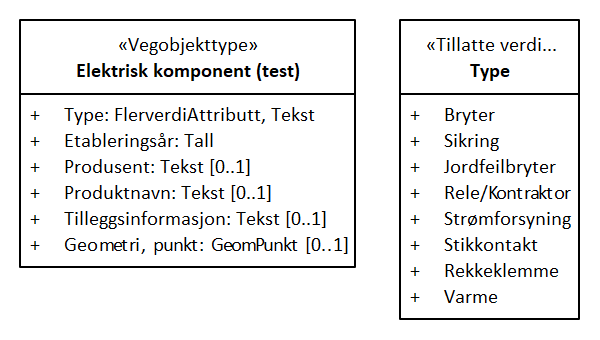 «Vegobjekttype»
Elektrisk komponent (test)
+ Type: FlerverdiAttributt, Tekst
+ Etableringsår: Tall
+ Produsent: Tekst [0..1]
+ Produktnavn: Tekst [0..1]
+ Tilleggsinformasjon: Tekst [0..1]
+ Geometri, punkt: GeomPunkt [0..1]
«Tillatte verdi...
Type
+ Bryter
+ Sikring
+ Jordfeilbryter
+ Rele/Kontraktor
+ Strømforsyning
+ Stikkontakt
+ Rekkeklemme
+ Varme